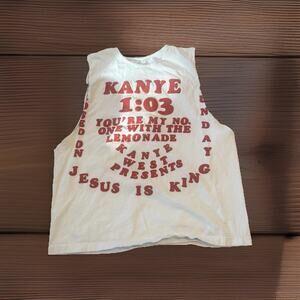 KANYE
1:03
YOU'RE MY NO.
ONE WITH THE
LEMONADE
KANYE
WEST
PRESENTS
JESUS IS KING